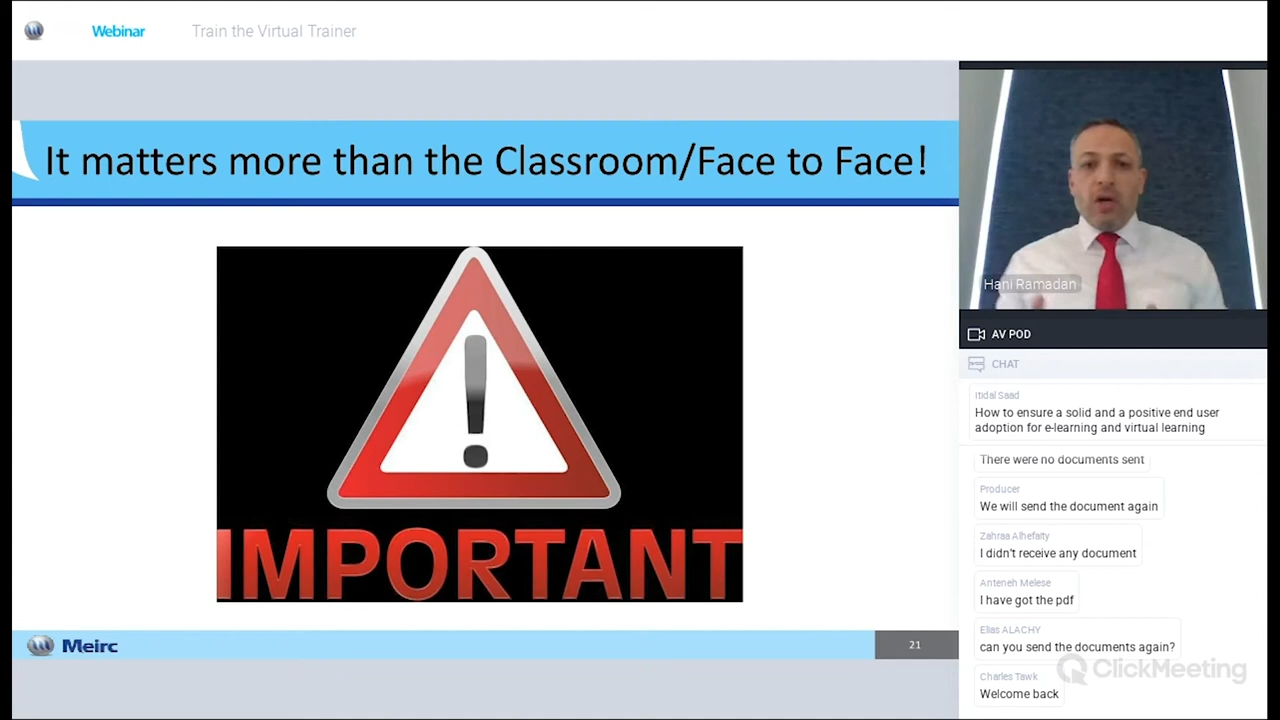 Webinar
Train the Virtual Trainer
It matters more than the Classroom/Face to Face!
IMPORTANT
Meirc
21
Hani Ramadan
AV POD
CHAT
Itidal Saad
How to ensure a solid and a positive end user
adoption for e-learning and virtual learning
There were no documents sent
Producer
We will send the document again
Zahraa Alhefaity
I didn't receive any document
Anteneh Melese
I have got the pdf
Elias ALACHY
can you send the documents again?
Charles Tawk
Welcome back
ClickMeeting